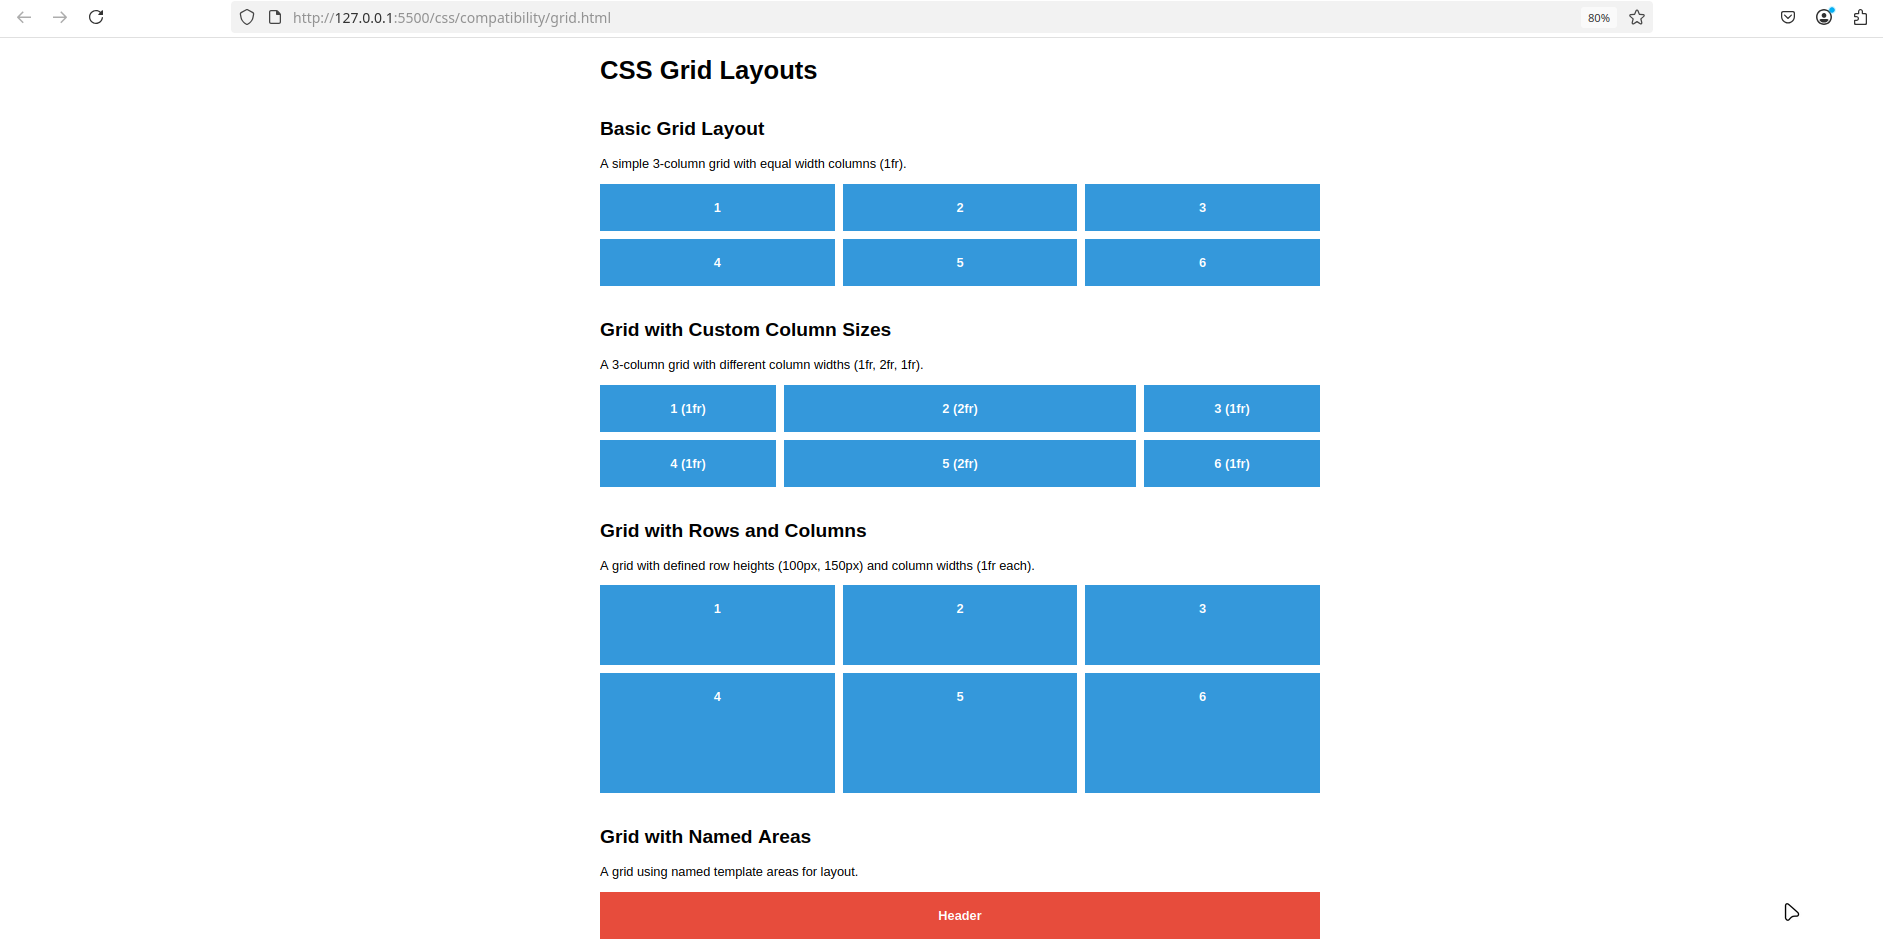 http://127.0.0.1:5500/css/compatibility/grid.html
80%
CSS Grid Layouts
Basic Grid Layout
A simple 3-column grid with equal width columns (1fr).
1 2 3
4 5 6
Grid with Custom Column Sizes
A 3-column grid with different column widths (1fr, 2fr, 1fr).
1 (1fr) 2 (2fr) 3 (1fr)
4 (1fr) 5 (2fr) 6 (1fr)
Grid with Rows and Columns
A grid with defined row heights (100px, 150px) and column widths (1fr each).
1 2 3
4 5 6
Grid with Named Areas
A grid using named template areas for layout.
Header